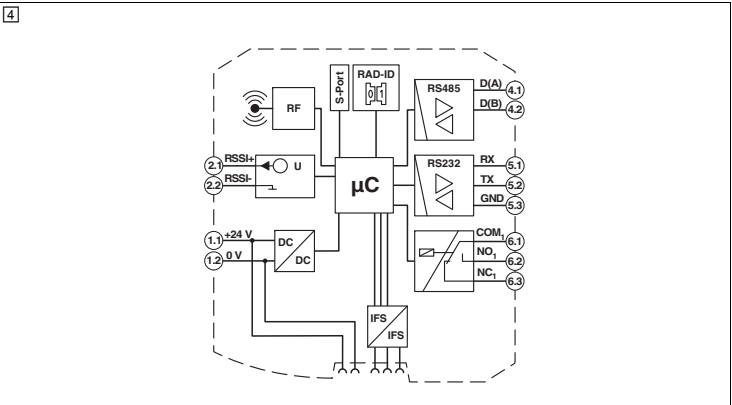 4
S-Port
RAD-ID
0 1
RF
RS485
D(A)
4.1
D(B)
4.2
2.1
RSSI+
U
2.2
RSSI-
µC
RS232
RX
5.1
TX
5.2
GND
5.3
1.1
+24 V
1.2
0 V
DC
DC
COM₁
6.1
NO₁
6.2
NC₁
6.3
IFS
IFS